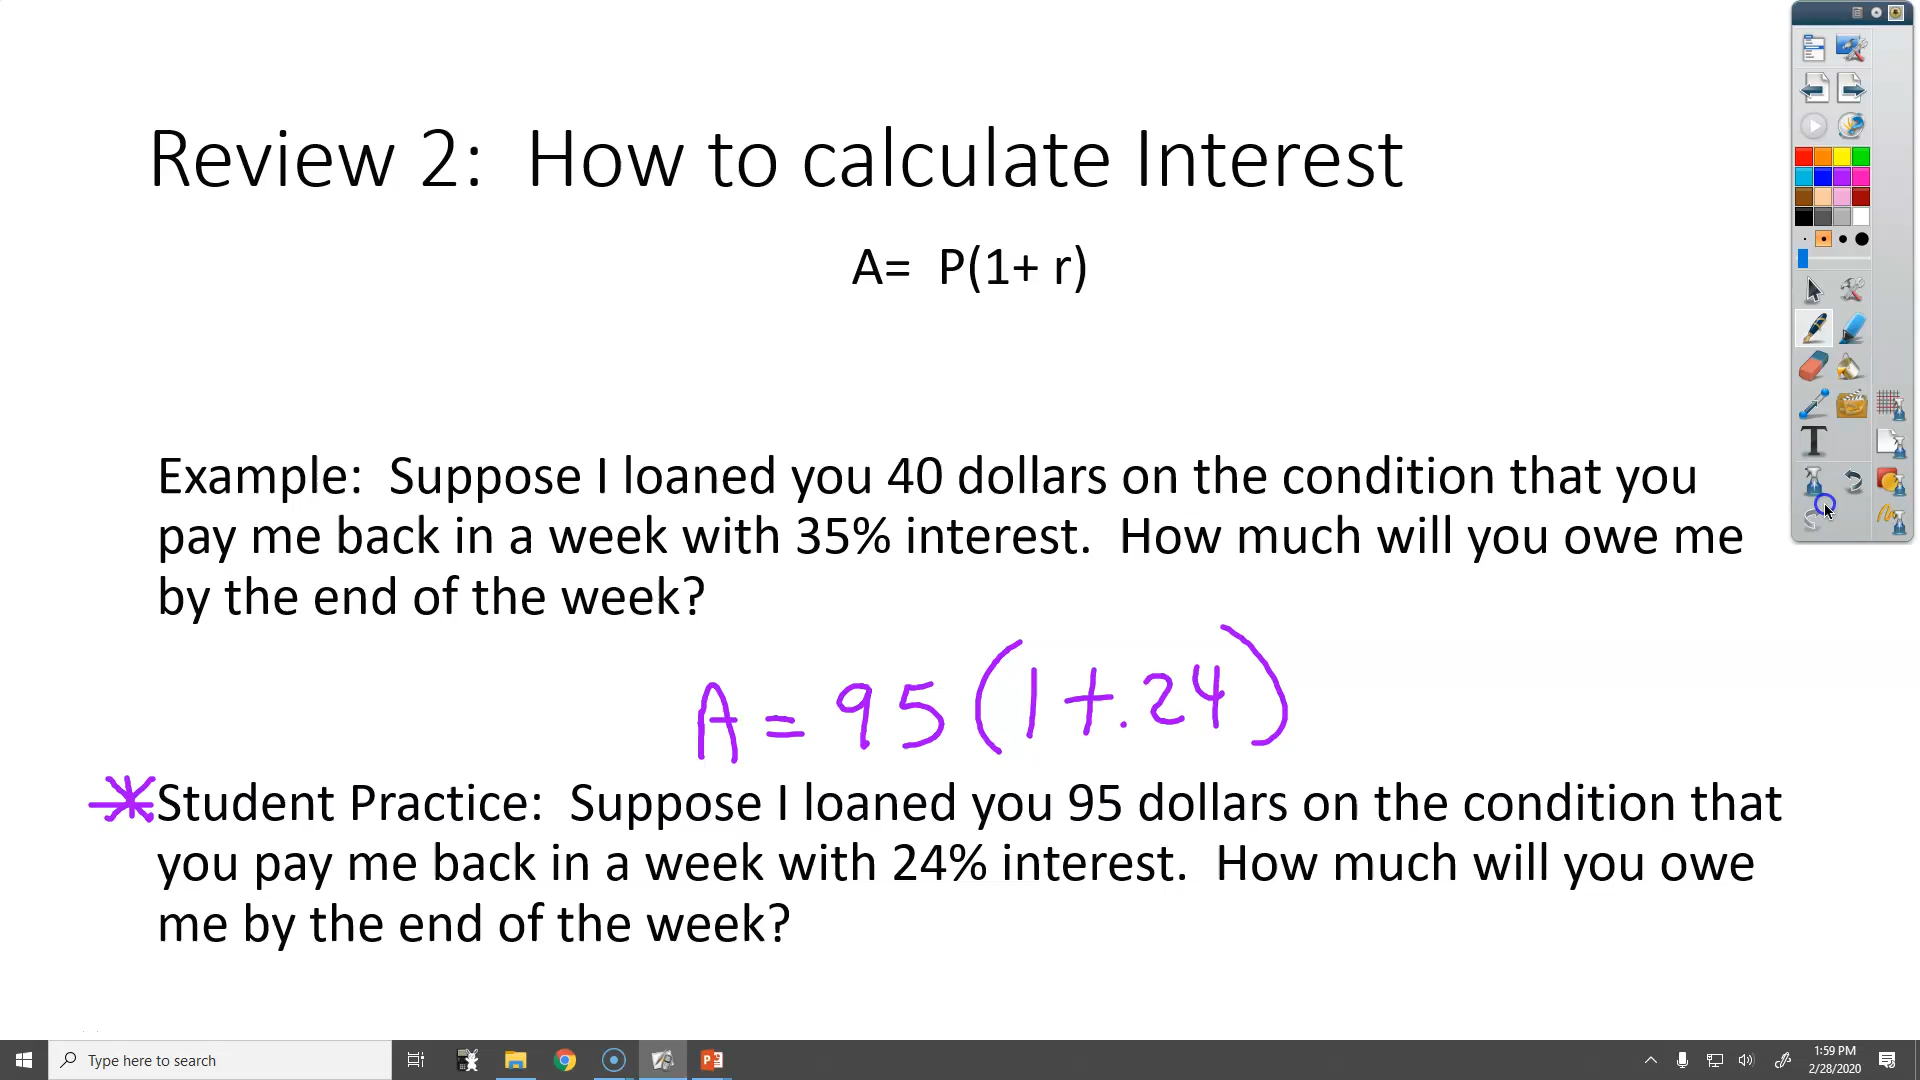 Review 2: How to calculate Interest
A= P(1+ r)
Example: Suppose I loaned you 40 dollars on the condition that you
pay me back in a week with 35% interest. How much will you owe me
by the end of the week?
A = 95 (1 + .24)
Student Practice: Suppose I loaned you 95 dollars on the condition that
you pay me back in a week with 24% interest. How much will you owe
me by the end of the week?
T
Type here to search
1:59 PM
2/28/2020